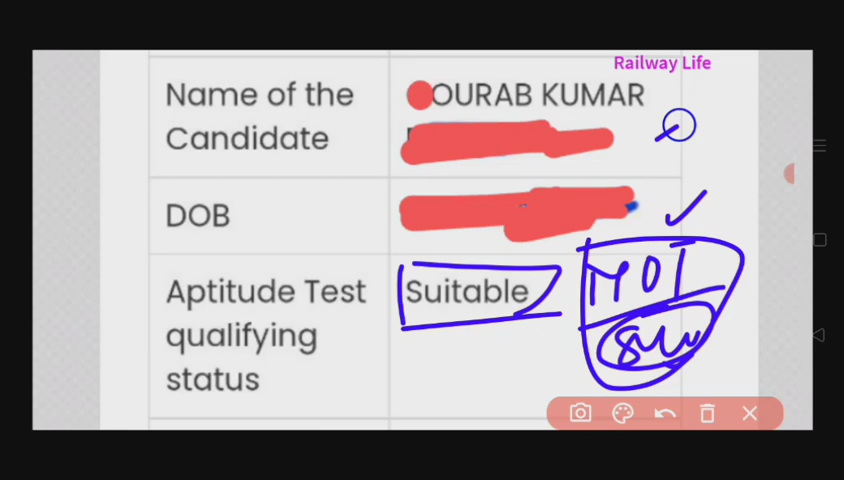 Railway Life
Name of the
Candidate
OURAB KUMAR
DOB
Aptitude Test
qualifying
status
Suitable